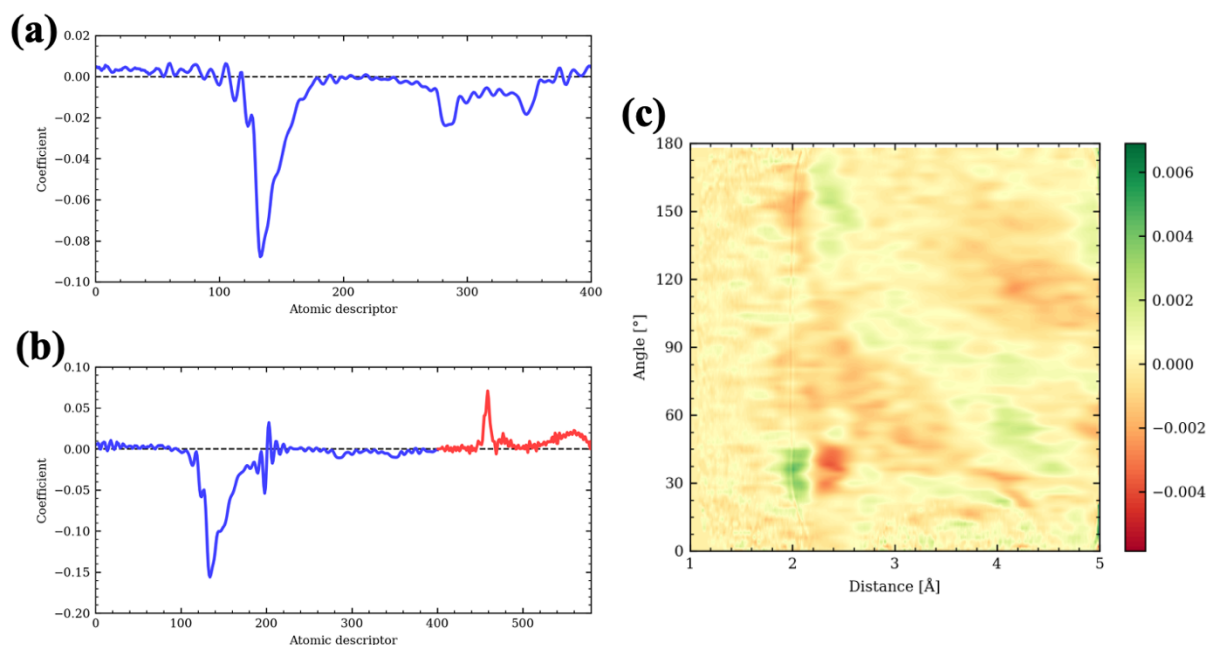 (a)
0.02
0.00
−0.02
−0.04
−0.06
−0.08
−0.10
Coefficient
0 100 200 300 400
Atomic descriptor
(b)
0.10
0.05
0.00
−0.05
−0.10
−0.15
−0.20
Coefficient
0 100 200 300 400 500
Atomic descriptor
(c)
180
150
120
90
60
30
0
Angle [°]
1 2 3 4 5
Distance [Å]
0.006
0.004
0.002
0.000
−0.002
−0.004